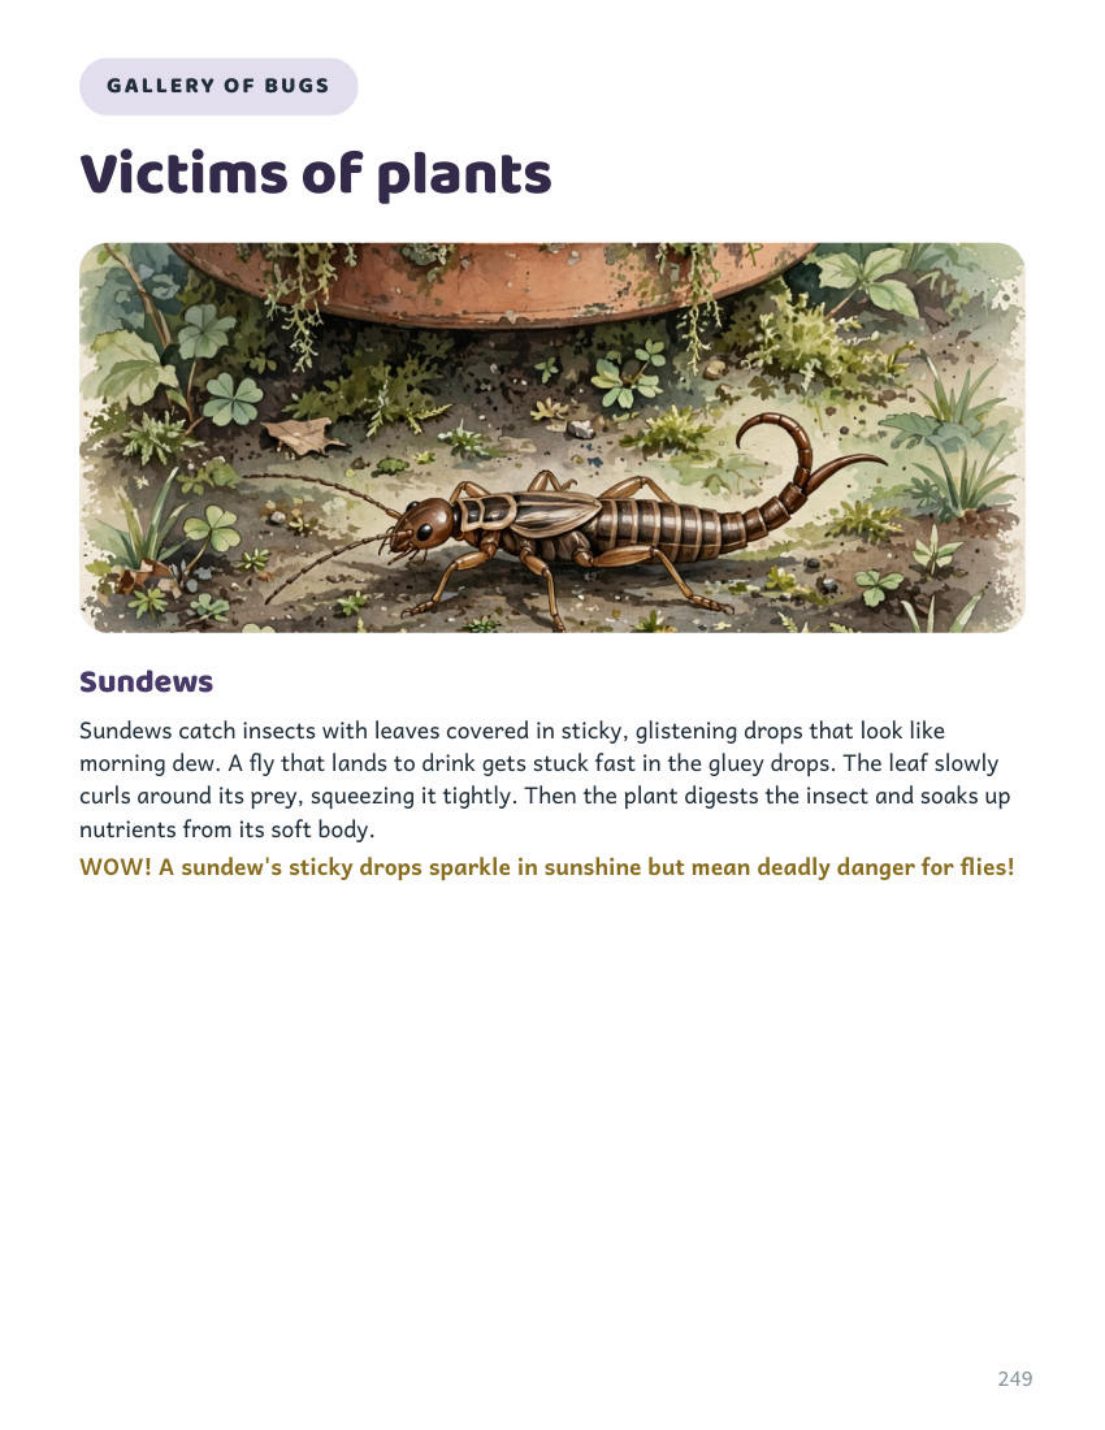 GALLERY OF BUGS
Victims of plants
Sundews
Sundews catch insects with leaves covered in sticky, glistening drops that look like
morning dew. A fly that lands to drink gets stuck fast in the gluey drops. The leaf slowly
curls around its prey, squeezing it tightly. Then the plant digests the insect and soaks up
nutrients from its soft body.
WOW! A sundew's sticky drops sparkle in sunshine but mean deadly danger for flies!
249